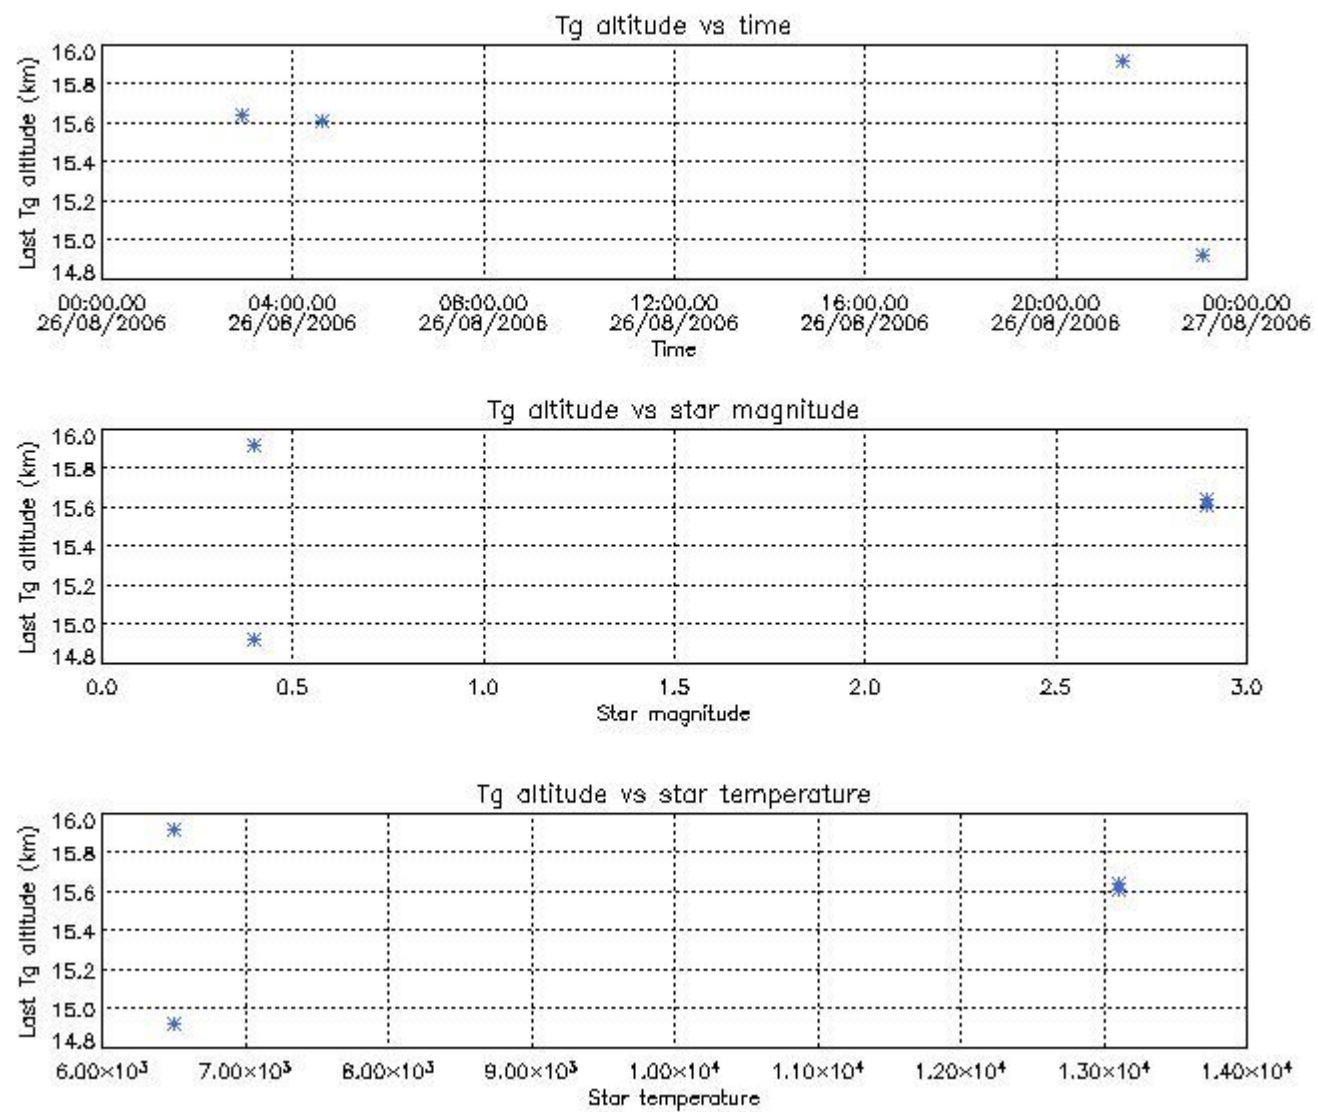 Tg altitude vs time
Last Tg altitude (km)
16.0
15.8
15.6
15.4
15.2
15.0
14.8
00:00.00 04:00.00 08:00.00 12:00.00 16:00.00 20:00.00 00:00.00
26/08/2006 26/08/2006 26/08/2006 26/08/2006 26/08/2006 26/08/2006 27/08/2006
Time
Tg altitude vs star magnitude
Last Tg altitude (km)
16.0
15.8
15.6
15.4
15.2
15.0
14.8
0.0 0.5 1.0 1.5 2.0 2.5 3.0
Star magnitude
Tg altitude vs star temperature
Last Tg altitude (km)
16.0
15.8
15.6
15.4
15.2
15.0
14.8
6.00×10³ 7.00×10³ 8.00×10³ 9.00×10³ 1.00×10⁴ 1.10×10⁴ 1.20×10⁴ 1.30×10⁴ 1.40×10⁴
Star temperature